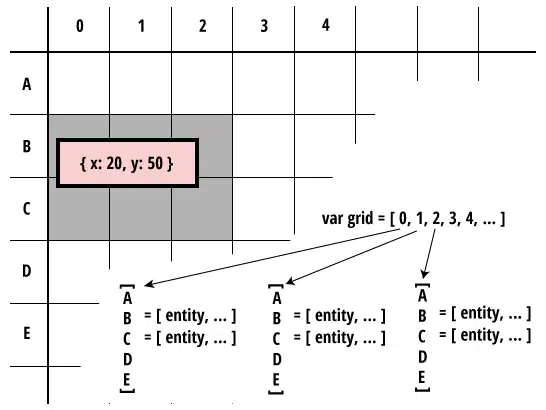 0 1 2 3 4
A
B
{ x: 20, y: 50 }
C
var grid = [ 0, 1, 2, 3, 4, ... ]
D
E
[
A
B = [ entity, ... ]
C = [ entity, ... ]
D
E
]
[
A
B = [ entity, ... ]
C = [ entity, ... ]
D
E
]
[
A
B = [ entity, ... ]
C = [ entity, ... ]
D
E
]